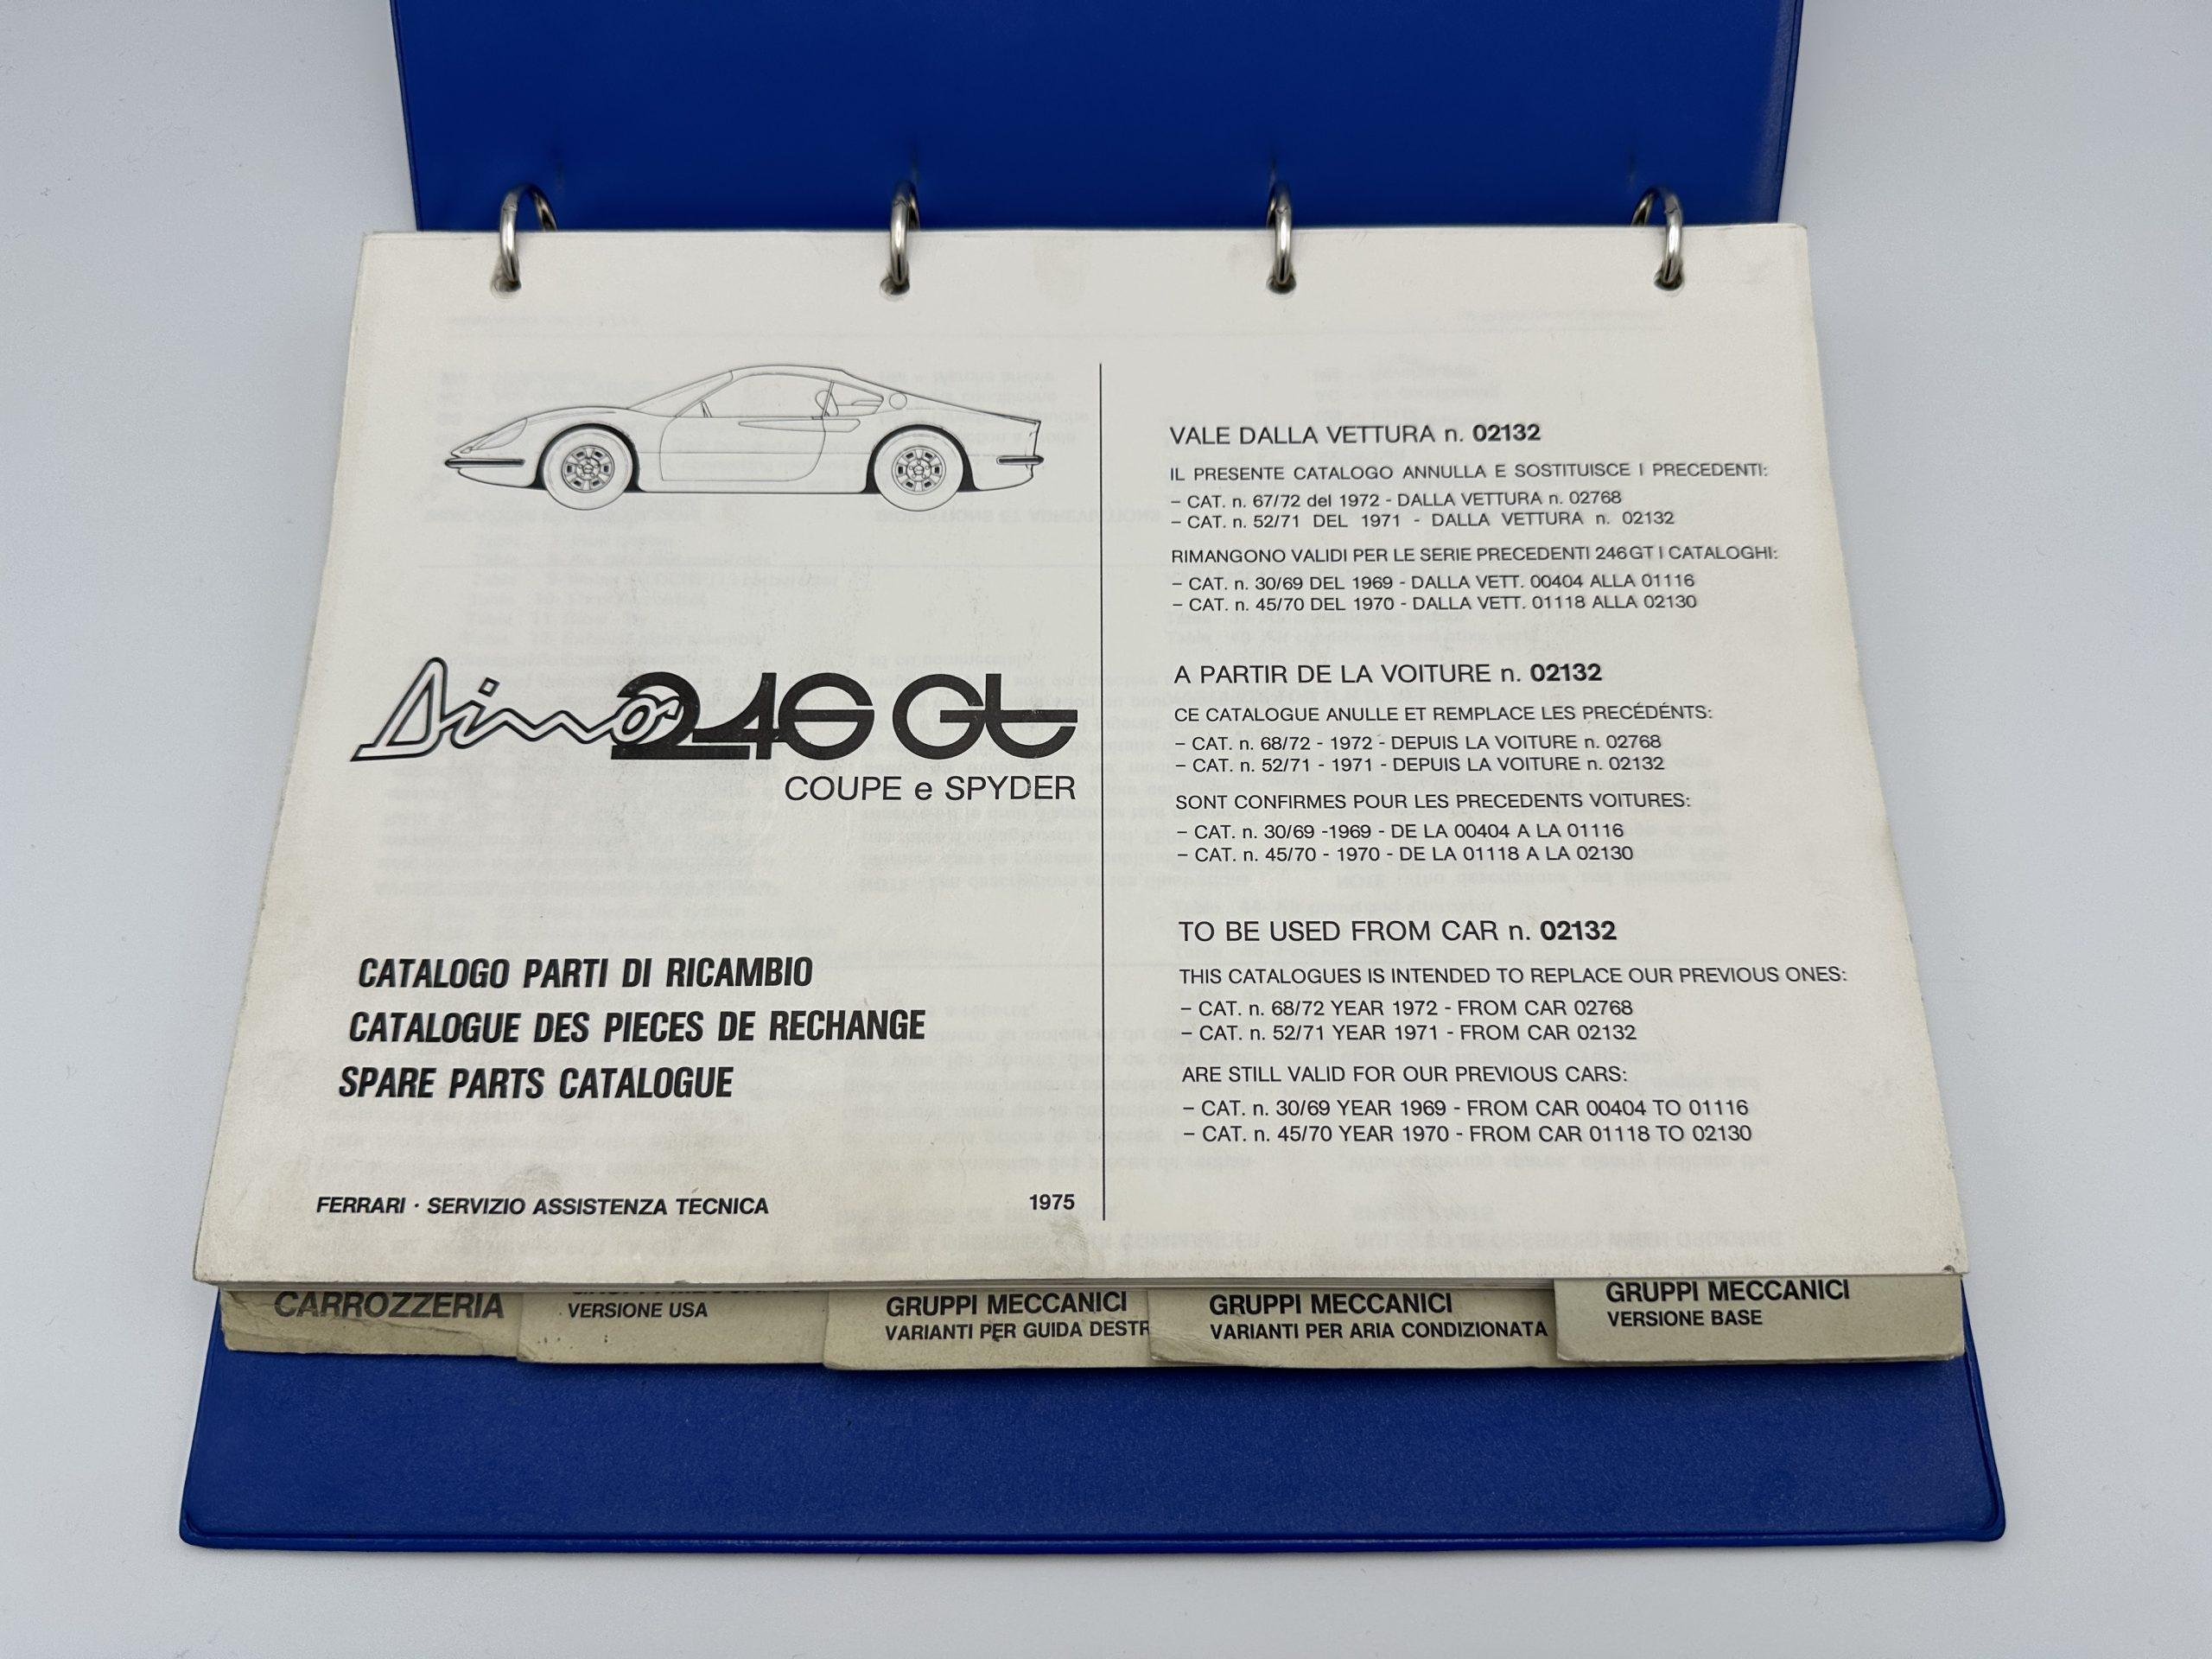 Dino 246 GT
COUPE e SPYDER
CATALOGO PARTI DI RICAMBIO
CATALOGUE DES PIECES DE RECHANGE
SPARE PARTS CATALOGUE
FERRARI · SERVIZIO ASSISTENZA TECNICA
1975
VALE DALLA VETTURA n. 02132
IL PRESENTE CATALOGO ANNULLA E SOSTITUISCE I PRECEDENTI:
– CAT. n. 67/72 del 1972 - DALLA VETTURA n. 02768
– CAT. n. 52/71 DEL 1971 - DALLA VETTURA n. 02132
RIMANGONO VALIDI PER LE SERIE PRECEDENTI 246 GT I CATALOGHI:
– CAT. n. 30/69 DEL 1969 - DALLA VETT. 00404 ALLA 01116
– CAT. n. 45/70 DEL 1970 - DALLA VETT. 01118 ALLA 02130
A PARTIR DE LA VOITURE n. 02132
CE CATALOGUE ANULLE ET REMPLACE LES PRECÉDÉNTS:
– CAT. n. 68/72 - 1972 - DEPUIS LA VOITURE n. 02768
– CAT. n. 52/71 - 1971 - DEPUIS LA VOITURE n. 02132
SONT CONFIRMES POUR LES PRECEDENTS VOITURES:
– CAT. n. 30/69 -1969 - DE LA 00404 A LA 01116
– CAT. n. 45/70 - 1970 - DE LA 01118 A LA 02130
TO BE USED FROM CAR n. 02132
THIS CATALOGUES IS INTENDED TO REPLACE OUR PREVIOUS ONES:
– CAT. n. 68/72 YEAR 1972 - FROM CAR 02768
– CAT. n. 52/71 YEAR 1971 - FROM CAR 02132
ARE STILL VALID FOR OUR PREVIOUS CARS:
– CAT. n. 30/69 YEAR 1969 - FROM CAR 00404 TO 01116
– CAT. n. 45/70 YEAR 1970 - FROM CAR 01118 TO 02130
CARROZZERIA
VERSIONE USA
GRUPPI MECCANICI
VARIANTI PER GUIDA DESTR
GRUPPI MECCANICI
VARIANTI PER ARIA CONDIZIONATA
GRUPPI MECCANICI
VERSIONE BASE